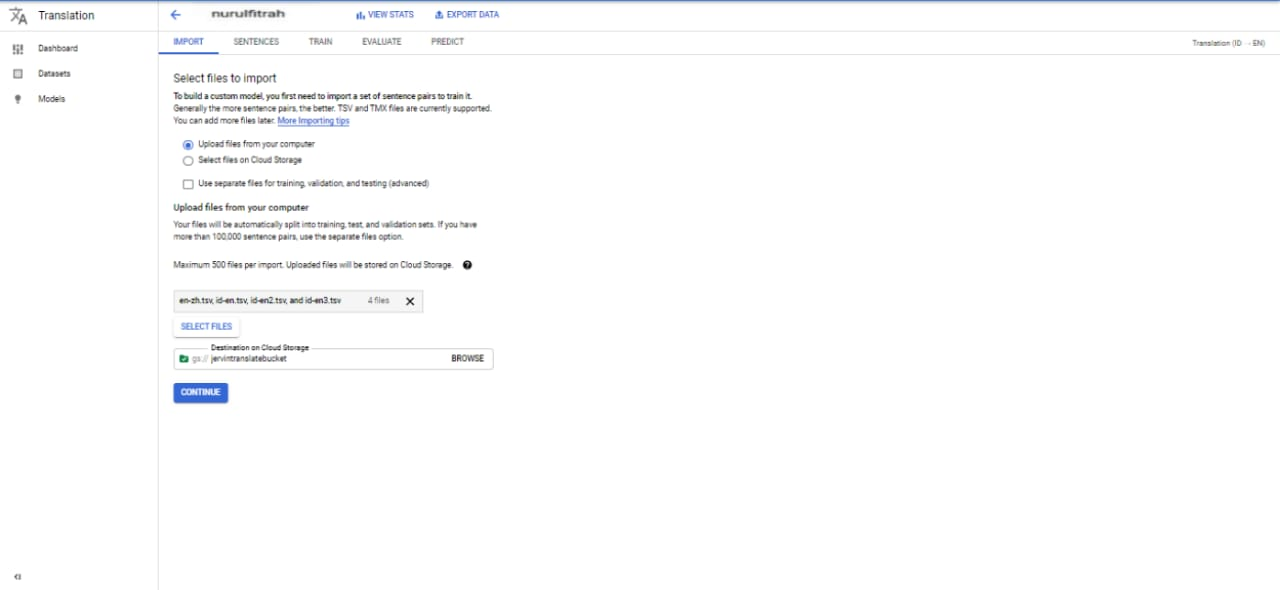 Translation
nurulfitrah
VIEW STATS
EXPORT DATA
IMPORT
SENTENCES
TRAIN
EVALUATE
PREDICT
Translation (ID → EN)
Dashboard
Datasets
Models
Select files to import
To build a custom model, you first need to import a set of sentence pairs to train it.
Generally the more sentence pairs, the better. TSV and TMX files are currently supported.
You can add more files later. More Importing tips
Upload files from your computer
Select files on Cloud Storage
Use separate files for training, validation, and testing (advanced)
Upload files from your computer
Your files will be automatically split into training, test, and validation sets. If you have
more than 100,000 sentence pairs, use the separate files option.
Maximum 500 files per import. Uploaded files will be stored on Cloud Storage.
en-zh.tsv, id-en.tsv, id-en2.tsv, and id-en3.tsv 4 files
SELECT FILES
Destination on Cloud Storage
gs:// jervintranslatebucket BROWSE
CONTINUE